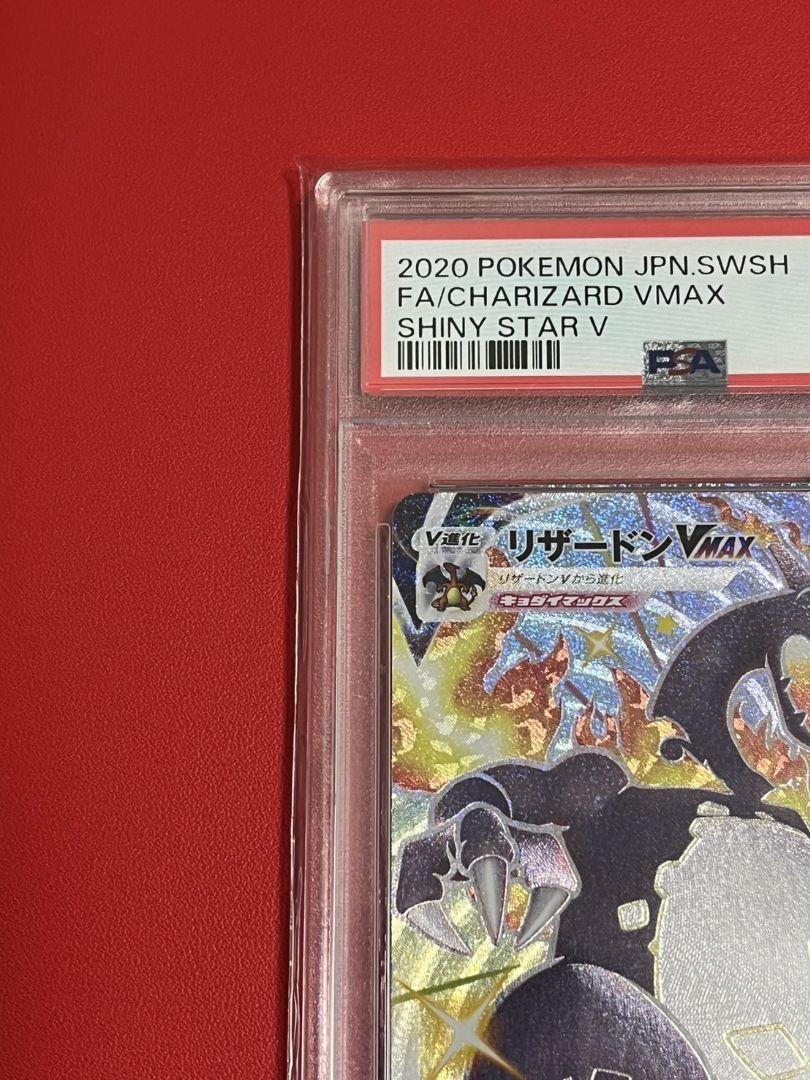 2020 POKEMON JPN.SWSH
FA/CHARIZARD VMAX
SHINY STAR V
PSA
V進化
リザードンVMAX
リザードンVから進化
キョダイマックス